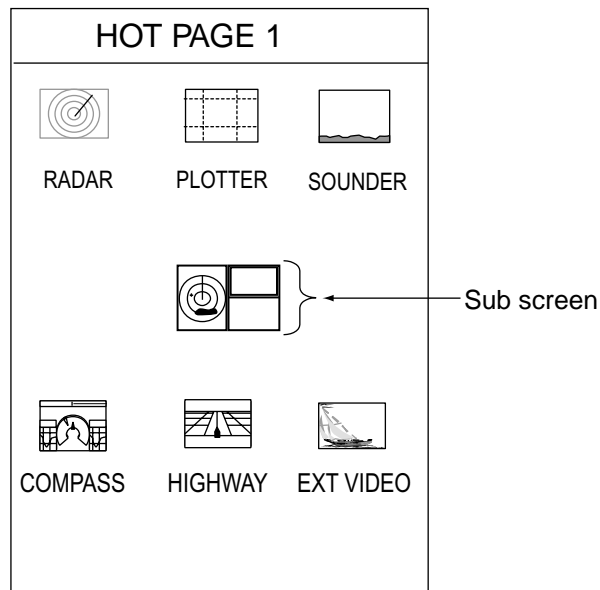 HOT PAGE 1
RADAR PLOTTER SOUNDER
Sub screen
COMPASS HIGHWAY EXT VIDEO